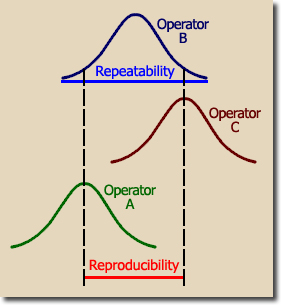 Operator
B
Repeatability
Operator
C
Operator
A
Reproducibility